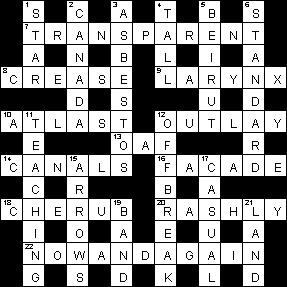 1 S 2 C 3 A 4 T 5 B 6 S
7 T R A N S P A R E N T
A N B L I A
8 C R E A S E 9 L A R Y N X
D S U D
10 A 11 T L A S T 12 O U T L A Y
E 13 O A F R
14 C A N 15 A L S 16 F A 17 C A D E
C R B A
18 C H E R U 19 B 20 R A S H 21 L Y
I O A E U A
22 N O W A N D A G A I N
G S D K L D